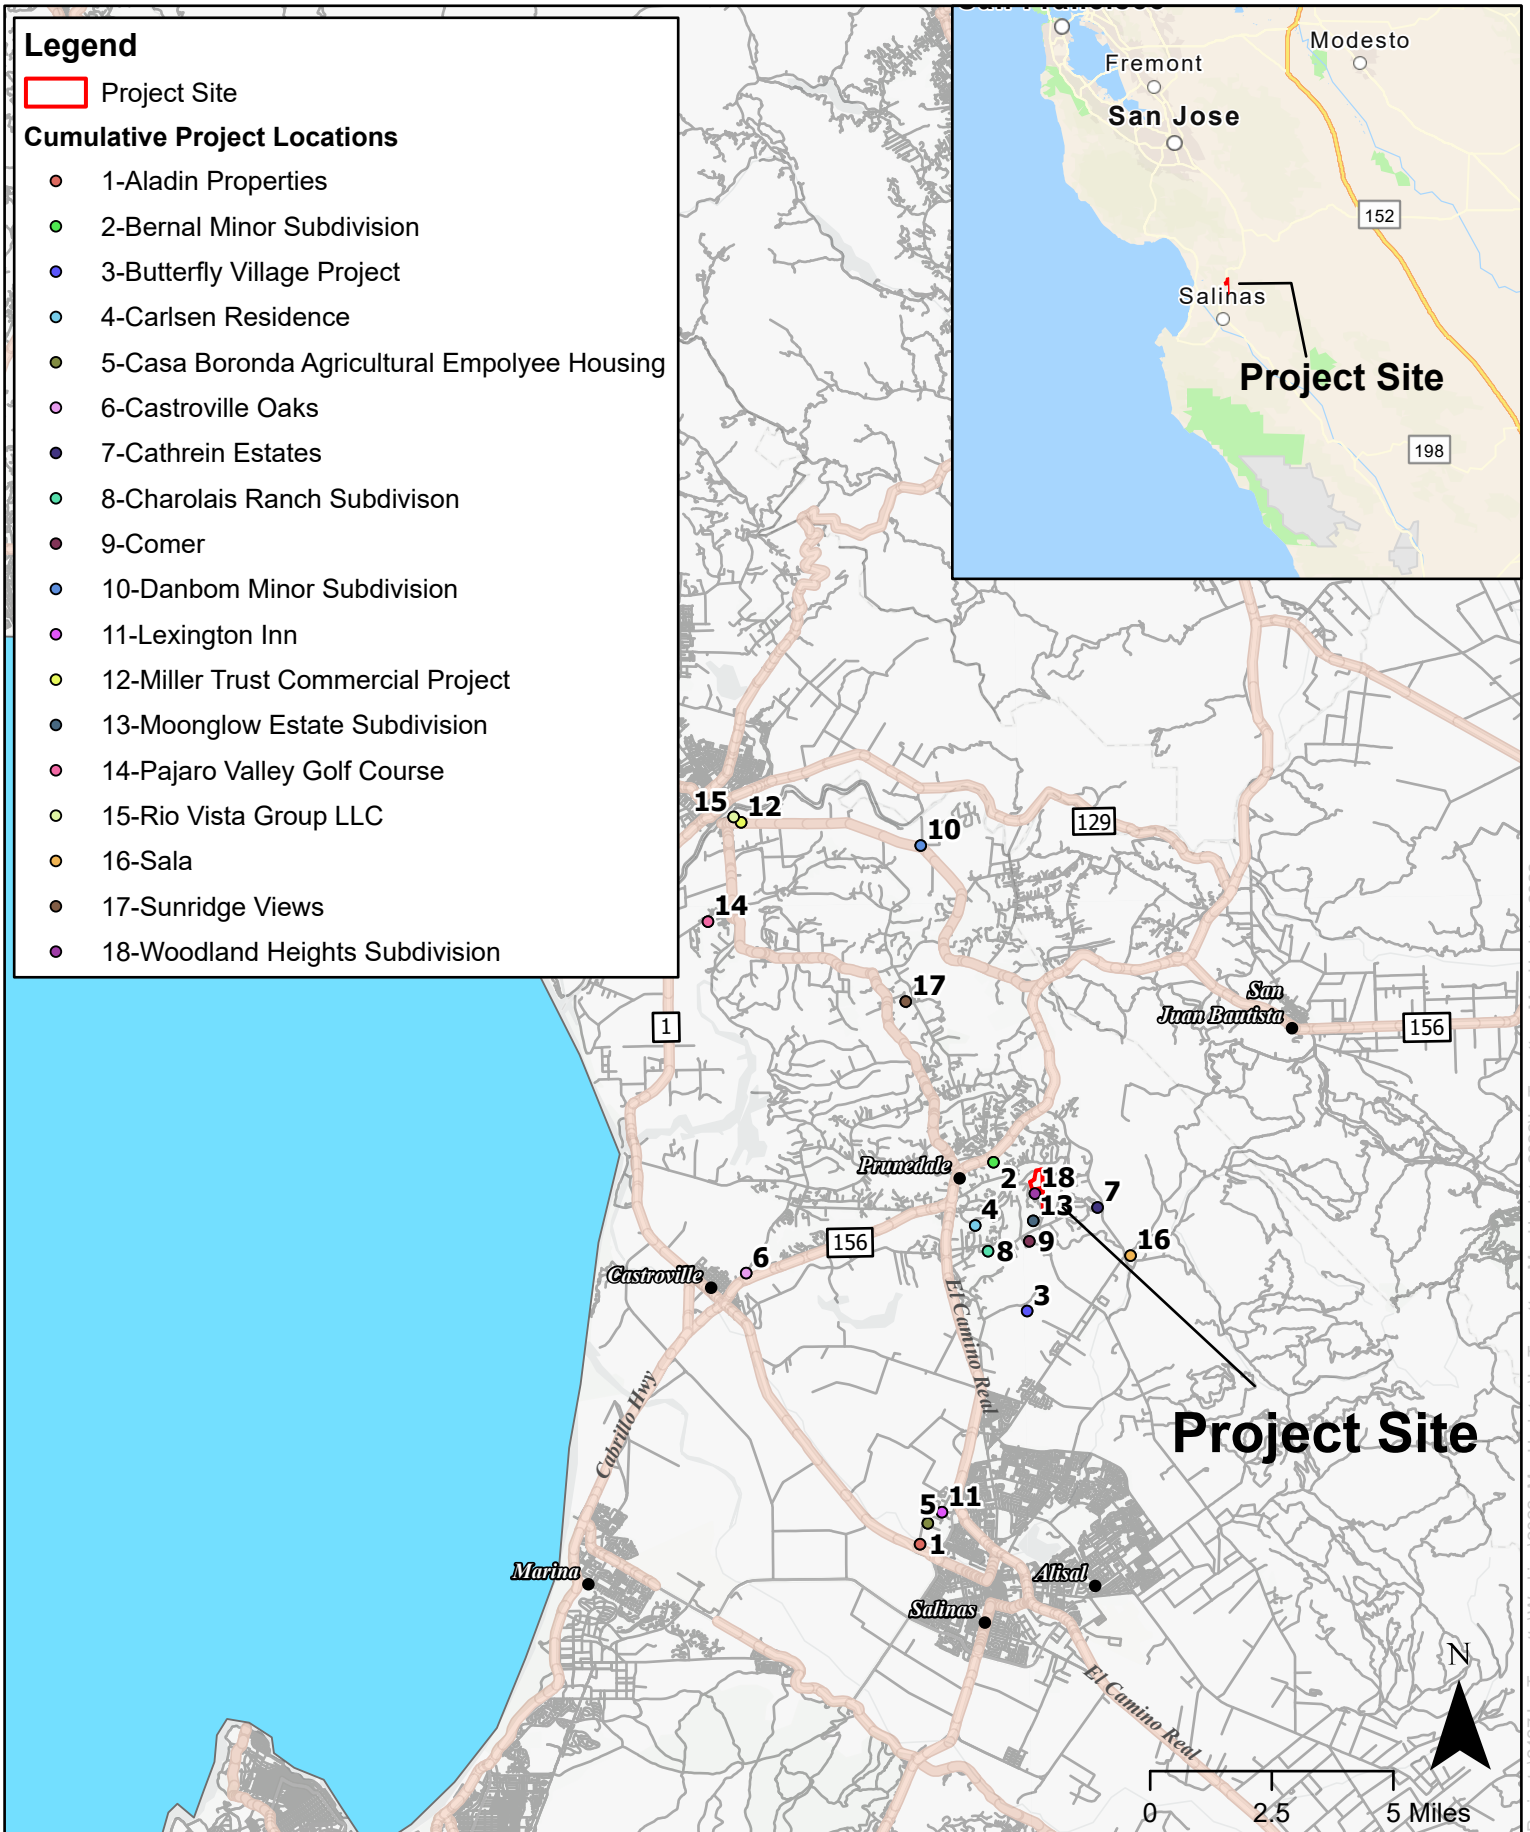 Legend
Project Site
Cumulative Project Locations
1-Aladin Properties
2-Bernal Minor Subdivision
3-Butterfly Village Project
4-Carlsen Residence
5-Casa Boronda Agricultural Empolyee Housing
6-Castroville Oaks
7-Cathrein Estates
8-Charolais Ranch Subdivison
9-Comer
10-Danbom Minor Subdivision
11-Lexington Inn
12-Miller Trust Commercial Project
13-Moonglow Estate Subdivision
14-Pajaro Valley Golf Course
15-Rio Vista Group LLC
16-Sala
17-Sunridge Views
18-Woodland Heights Subdivision
San Francisco
Modesto
Fremont
San Jose
152
Salinas
Project Site
198
15
12
10
129
14
17
San
Juan Bautista
1
156
Prunedale
2
18
7
4
13
156
8
9
16
6
Castroville
3
El Camino Real
Cabrillo Hwy
Project Site
5
11
1
Marina
Alisal
Salinas
El Camino Real
N
0
2.5
5 Miles